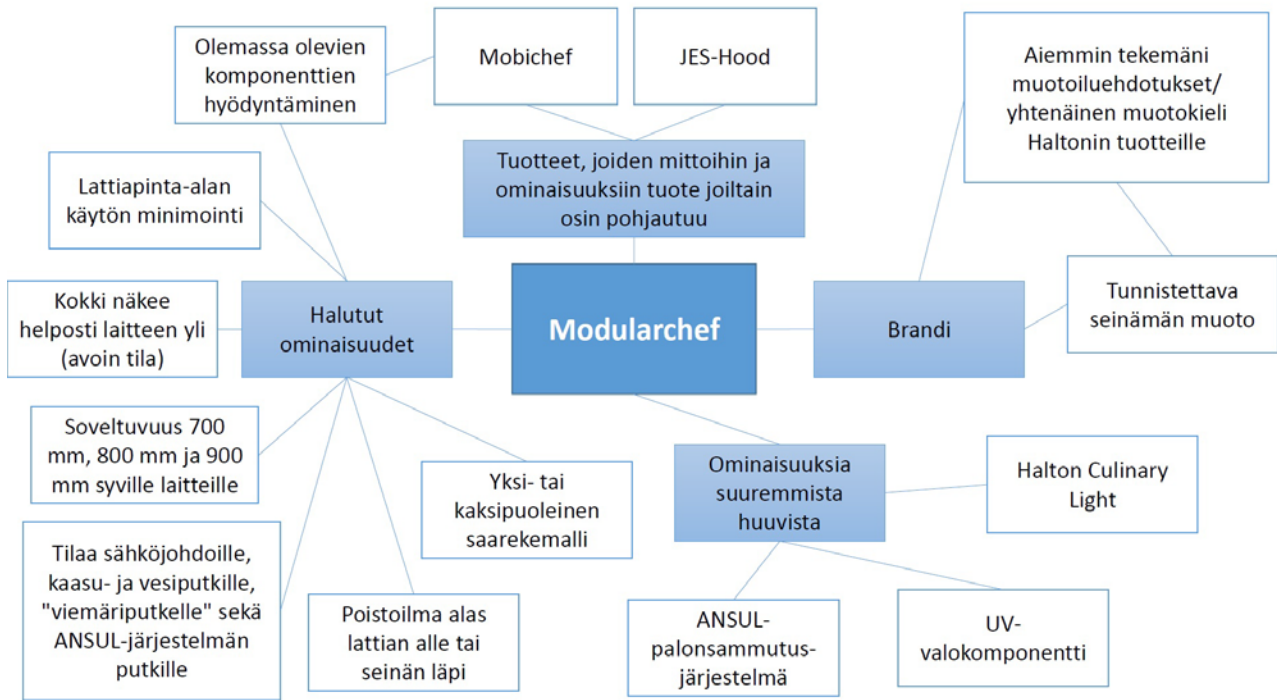 Olemassa olevien
komponenttien
hyödyntäminen
Mobichef
JES-Hood
Aiemmin tekemäni
muotoiluehdotukset/
yhtenäinen muotokieli
Haltonin tuotteille
Tuotteet, joiden mittoihin ja
ominaisuuksiin tuote joiltain
osin pohjautuu
Lattiapinta-alan
käytön minimointi
Kokki näkee
helposti laitteen yli
(avoin tila)
Halutut
ominaisuudet
Modularchef
Brandi
Tunnistettava
seinämän muoto
Soveltuvuus 700
mm, 800 mm ja 900
mm syville laitteille
Yksi- tai
kaksipuoleinen
saarekemalli
Ominaisuuksia
suuremmista
huuvista
Halton Culinary
Light
Tilaa sähköjohdoille,
kaasu- ja vesiputkille,
"viemäriputkelle" sekä
ANSUL-järjestelmän
putkille
Poistoilma alas
lattian alle tai
seinän läpi
ANSUL-
palonsammutus-
järjestelmä
UV-
valokomponentti